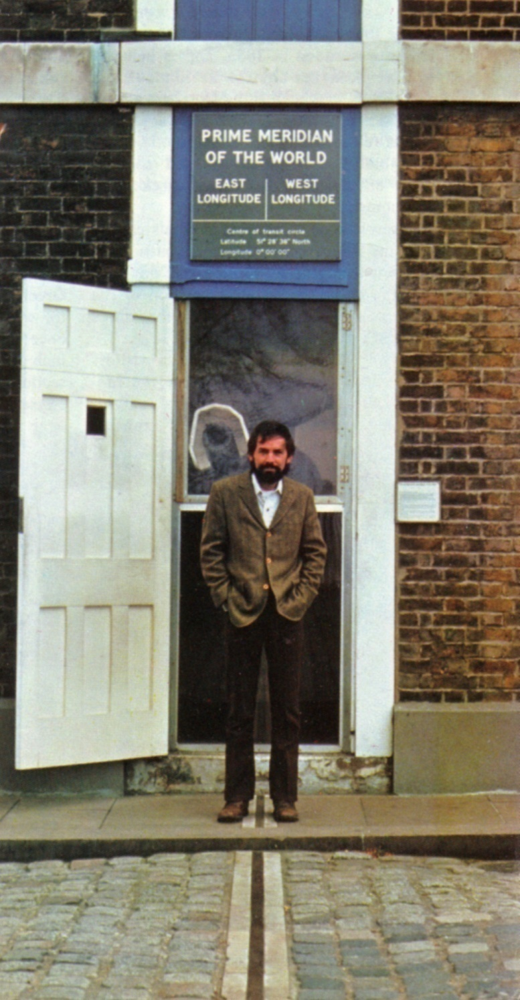 PRIME MERIDIAN
OF THE WORLD
EAST
LONGITUDE
WEST
LONGITUDE
Centre of transit circle
Latitude 51° 28' 38" North
Longitude 0° 00' 00"